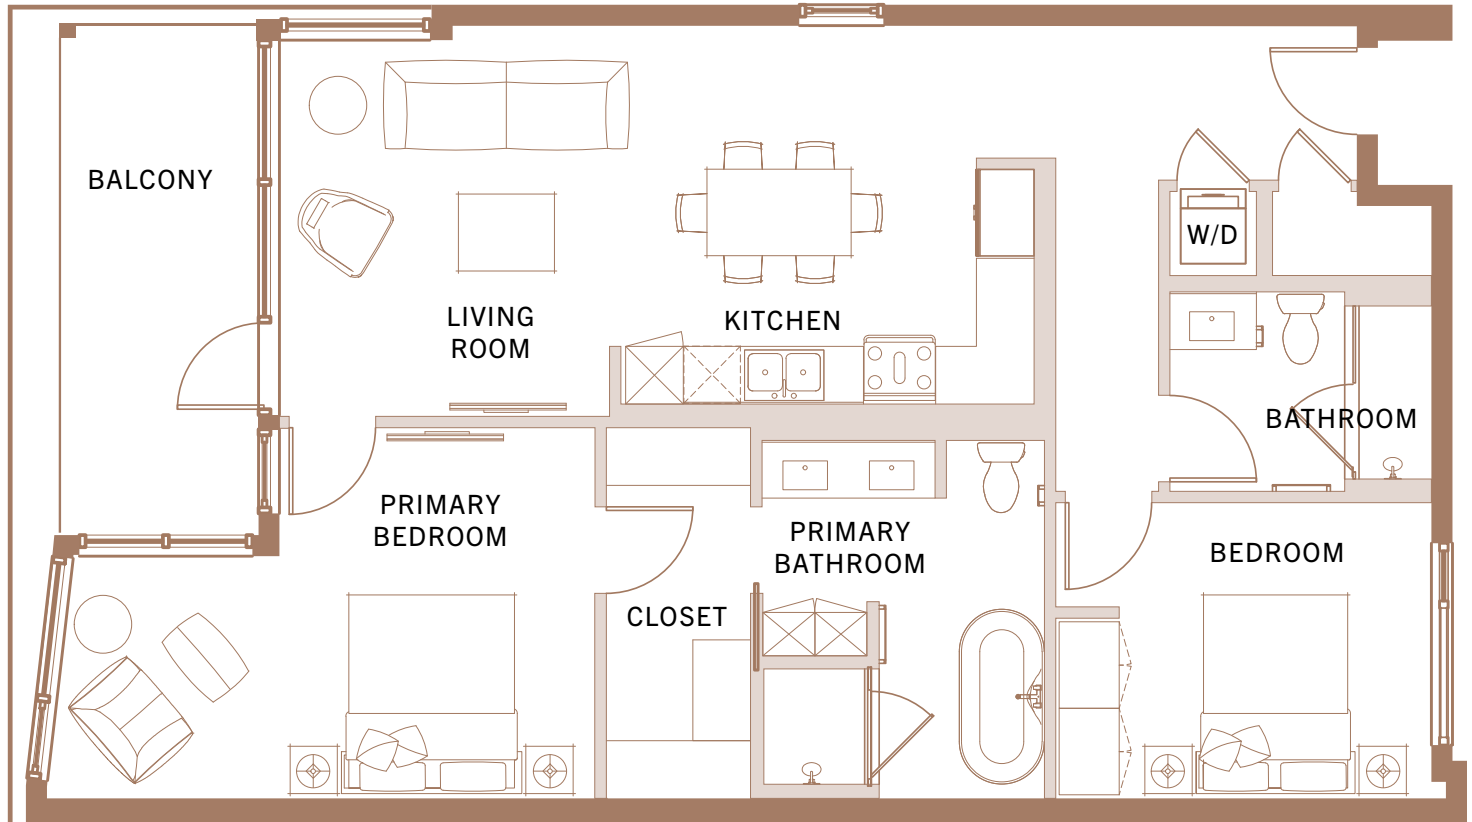 BALCONY
W/D
LIVING
ROOM
KITCHEN
BATHROOM
PRIMARY
BEDROOM
PRIMARY
BATHROOM
BEDROOM
CLOSET